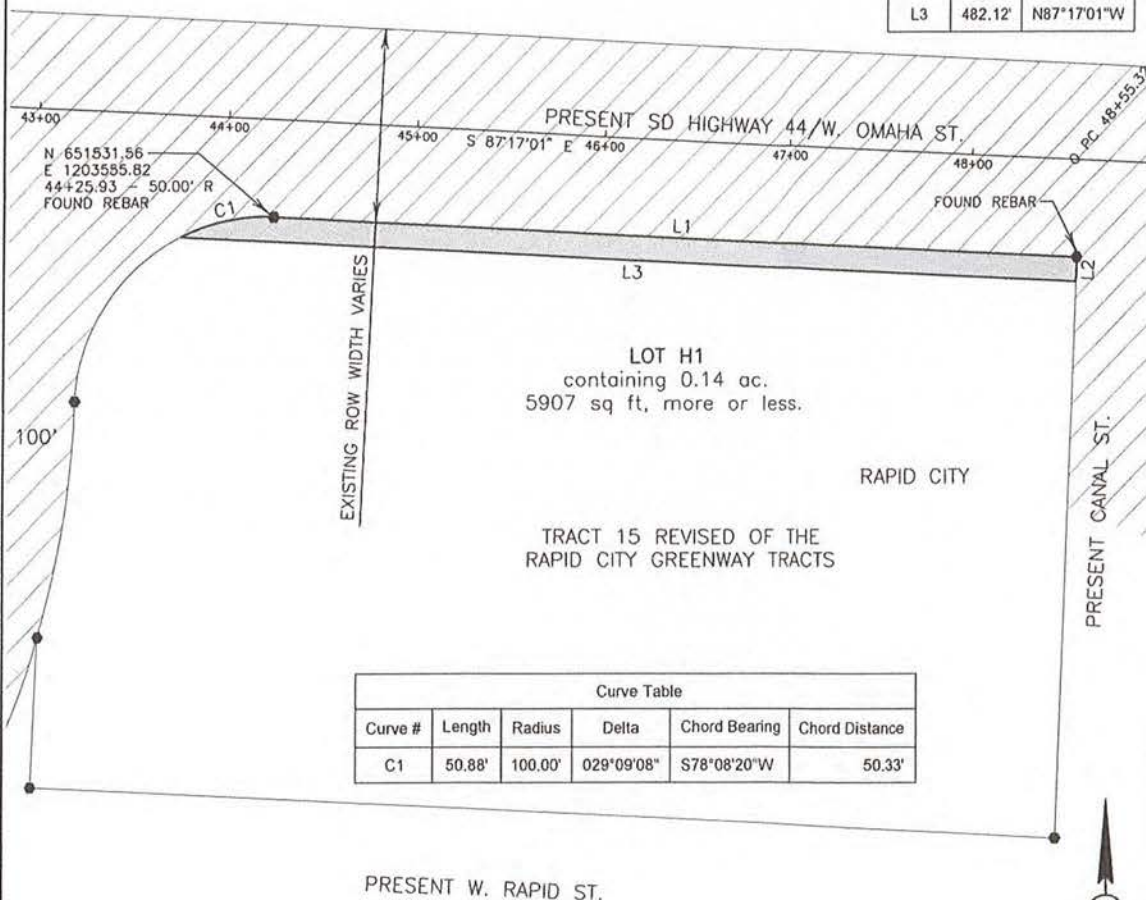 L3 482.12' N87°17'01"W
43+00
44+00
45+00
PRESENT SD HIGHWAY 44/W. OMAHA ST.
S 87°17'01" E
46+00
47+00
48+00
PC 48+55.32
N 651531.56
E 1203585.82
44+25.93 - 50.00' R
FOUND REBAR
C1
L1
FOUND REBAR
L2
L3
EXISTING ROW WIDTH VARIES
LOT H1
containing 0.14 ac.
5907 sq ft, more or less.
100'
RAPID CITY
TRACT 15 REVISED OF THE
RAPID CITY GREENWAY TRACTS
PRESENT CANAL ST.
Curve Table
Curve # Length Radius Delta Chord Bearing Chord Distance
C1 50.88' 100.00' 029°09'08" S78°08'20"W 50.33'
PRESENT W. RAPID ST.